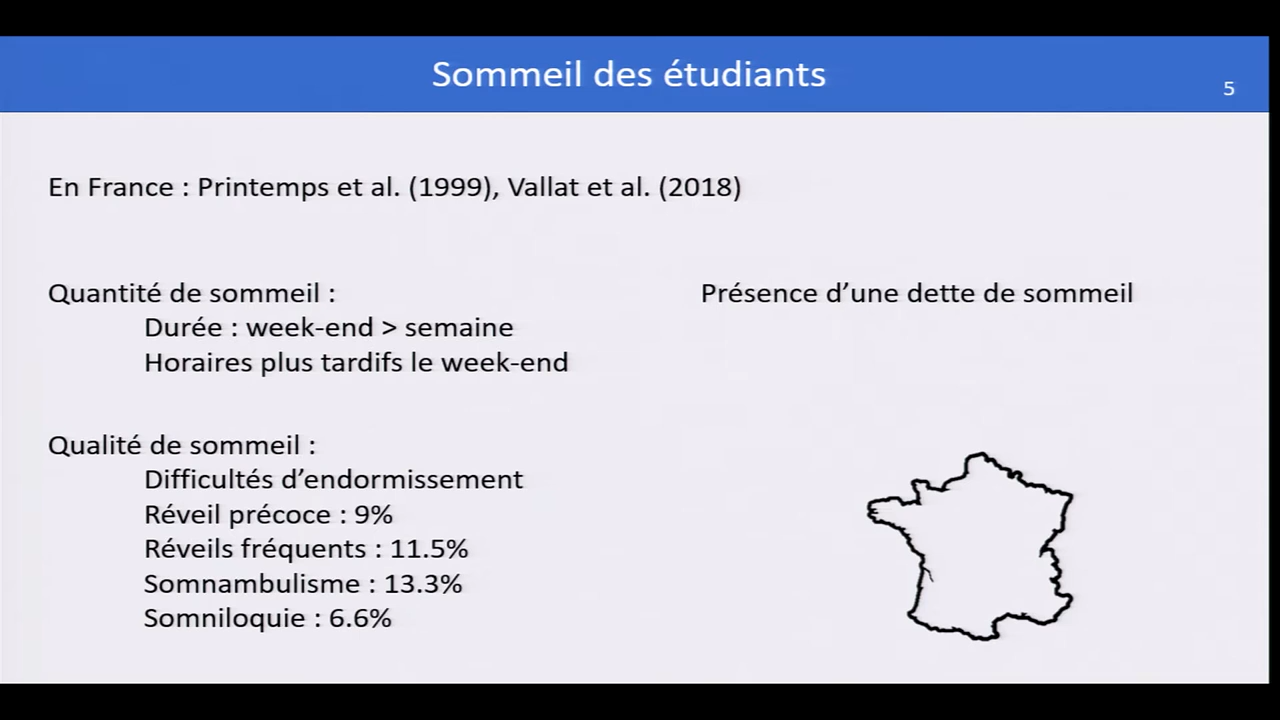 Sommeil des étudiants
5
En France : Printemps et al. (1999), Vallat et al. (2018)
Quantité de sommeil :
Présence d’une dette de sommeil
Durée : week-end > semaine
Horaires plus tardifs le week-end
Qualité de sommeil :
Difficultés d’endormissement
Réveil précoce : 9%
Réveils fréquents : 11.5%
Somnambulisme : 13.3%
Somniloquie : 6.6%